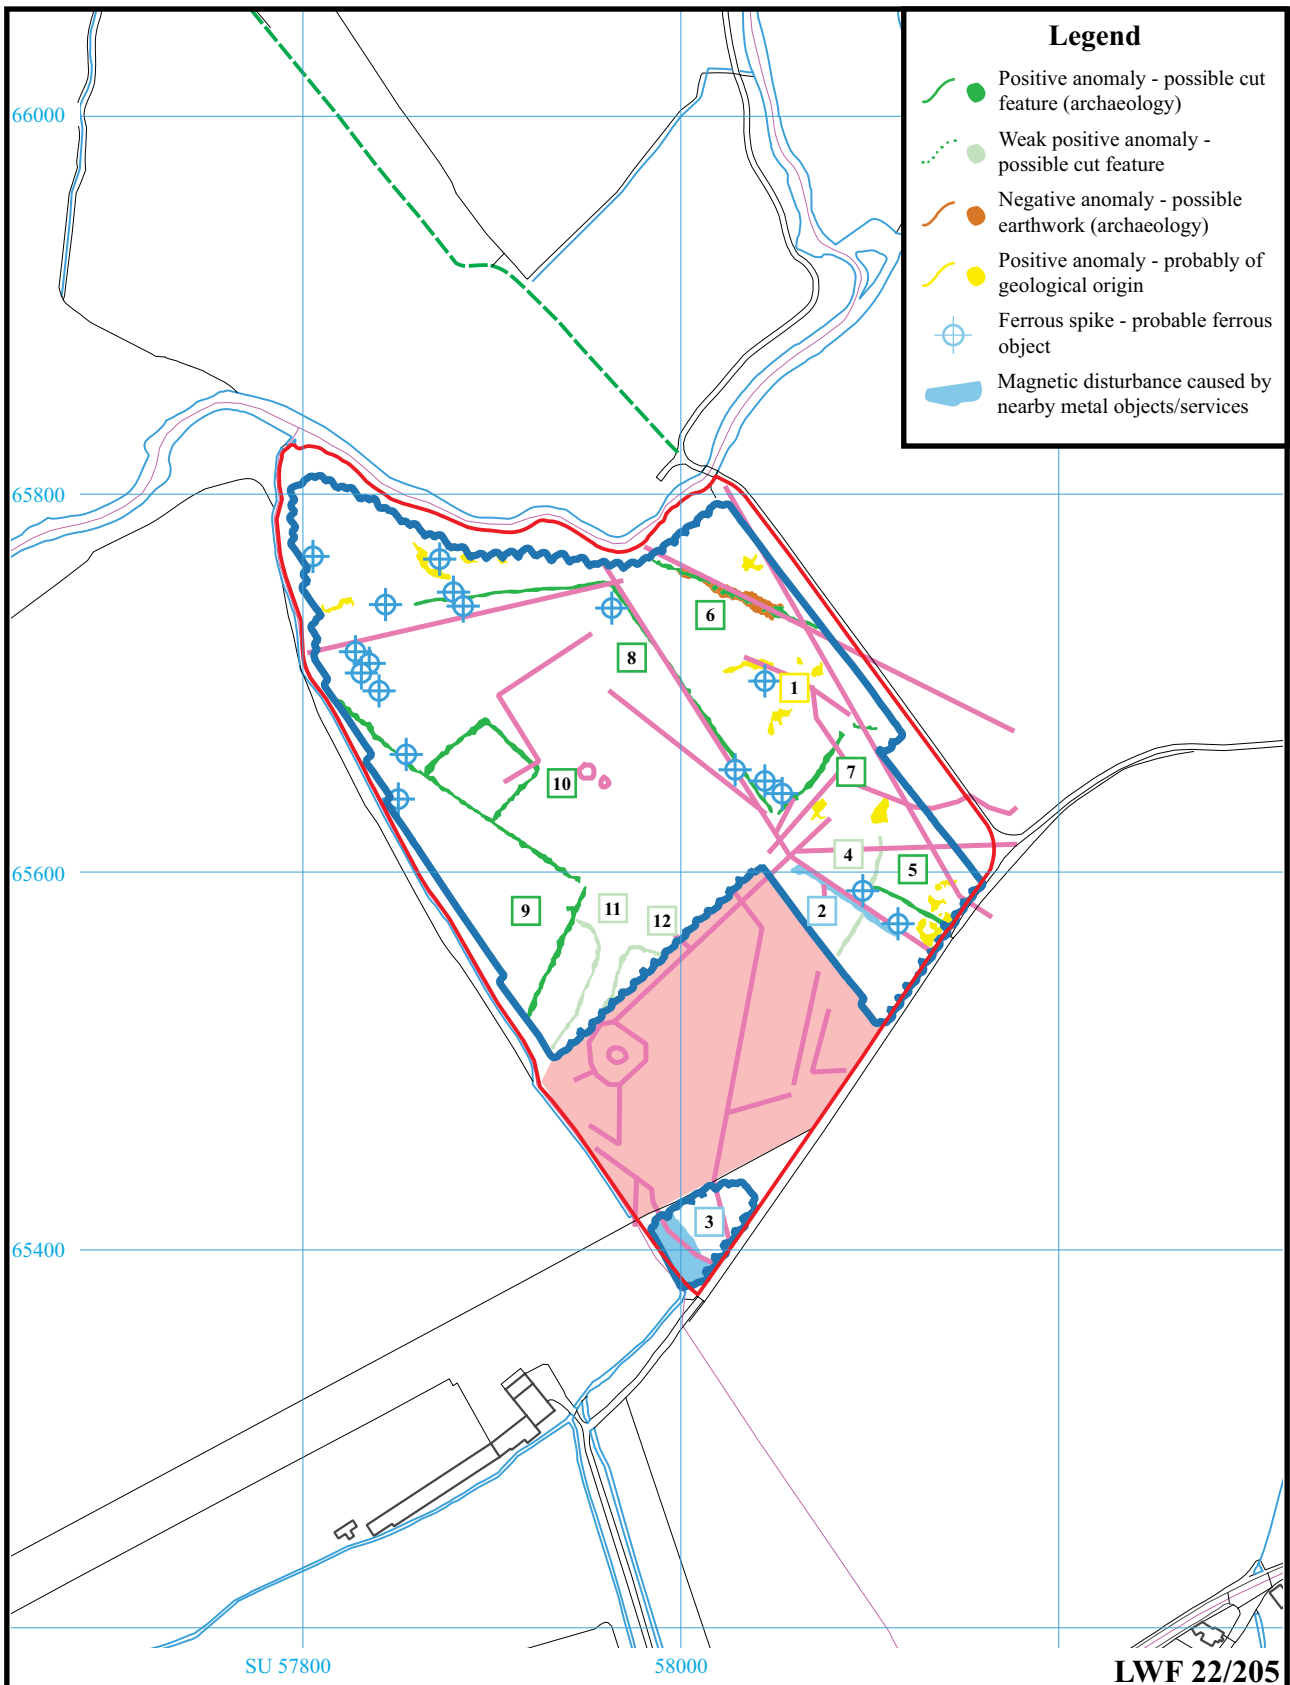 Legend
Positive anomaly - possible cut
feature (archaeology)
Weak positive anomaly -
possible cut feature
Negative anomaly - possible
earthwork (archaeology)
Positive anomaly - probably of
geological origin
Ferrous spike - probable ferrous
object
Magnetic disturbance caused by
nearby metal objects/services
66000
65800
6
8
1
7
10
4
65600
5
11
9
2
12
3
65400
SU 57800
58000
LWF 22/205